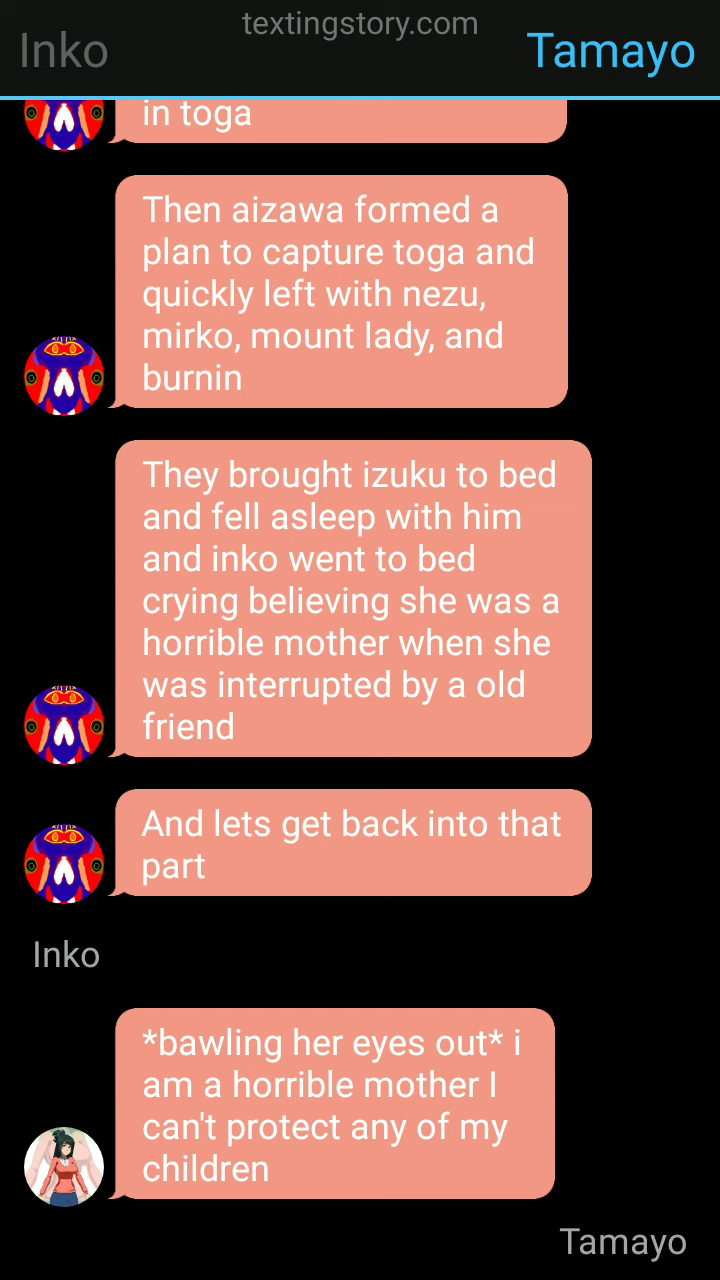 textingstory.com
Inko
Tamayo
in toga
Then aizawa formed a
plan to capture toga and
quickly left with nezu,
mirko, mount lady, and
burnin
They brought izuku to bed
and fell asleep with him
and inko went to bed
crying believing she was a
horrible mother when she
was interrupted by a old
friend
And lets get back into that
part
Inko
*bawling her eyes out* i
am a horrible mother I
can't protect any of my
children
Tamayo